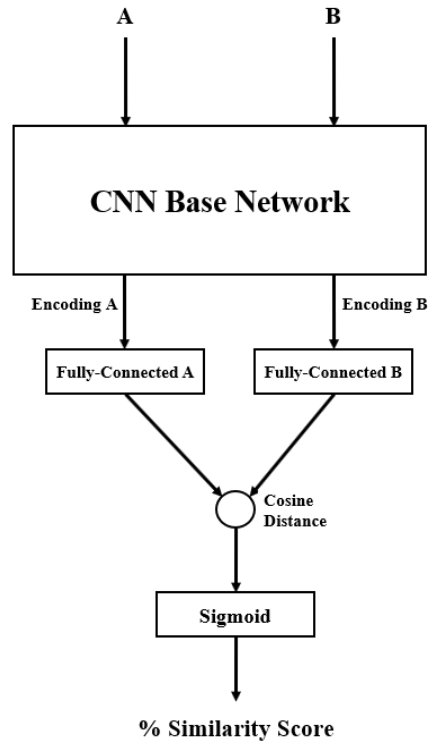 A B
CNN Base Network
Encoding A Encoding B
Fully-Connected A Fully-Connected B
Cosine
Distance
Sigmoid
% Similarity Score